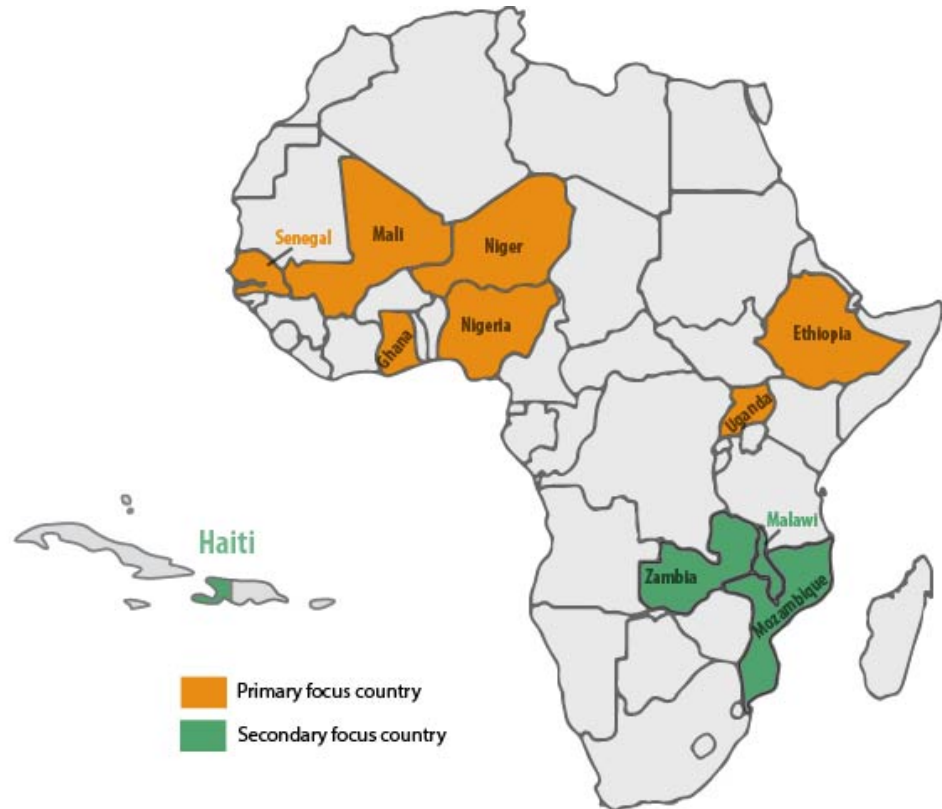 Senegal
Mali
Niger
Nigeria
Ghana
Ethiopia
Uganda
Malawi
Haiti
Zambia
Mozambique
Primary focus country
Secondary focus country